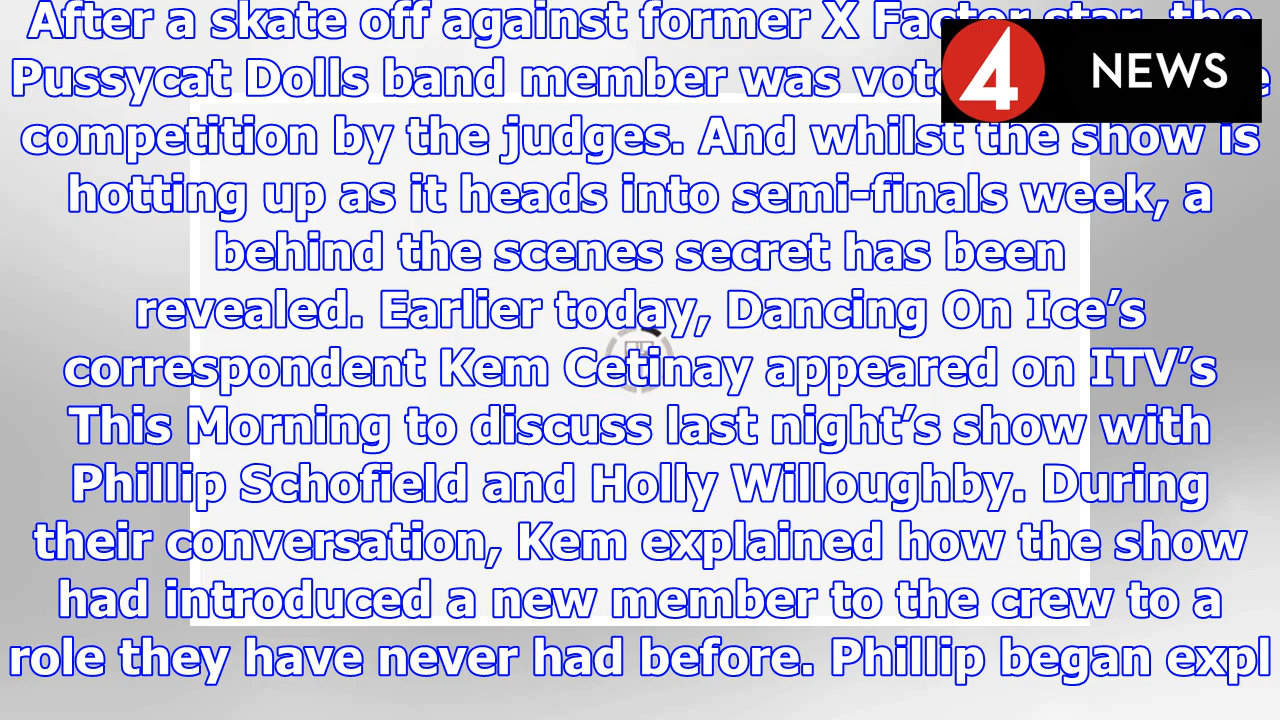 After a skate off against former X Factor star, the
Pussycat Dolls band member was
4 NEWS
competition by the judges. And whilst the show is
hotting up as it heads into semi-finals week, a
behind the scenes secret has been
revealed. Earlier today, Dancing On Ice’s
correspondent Kem Cetinay appeared on ITV’s
This Morning to discuss last night’s show with
Phillip Schofield and Holly Willoughby. During
their conversation, Kem explained how the show
had introduced a new member to the crew to a
role they have never had before. Phillip began expl